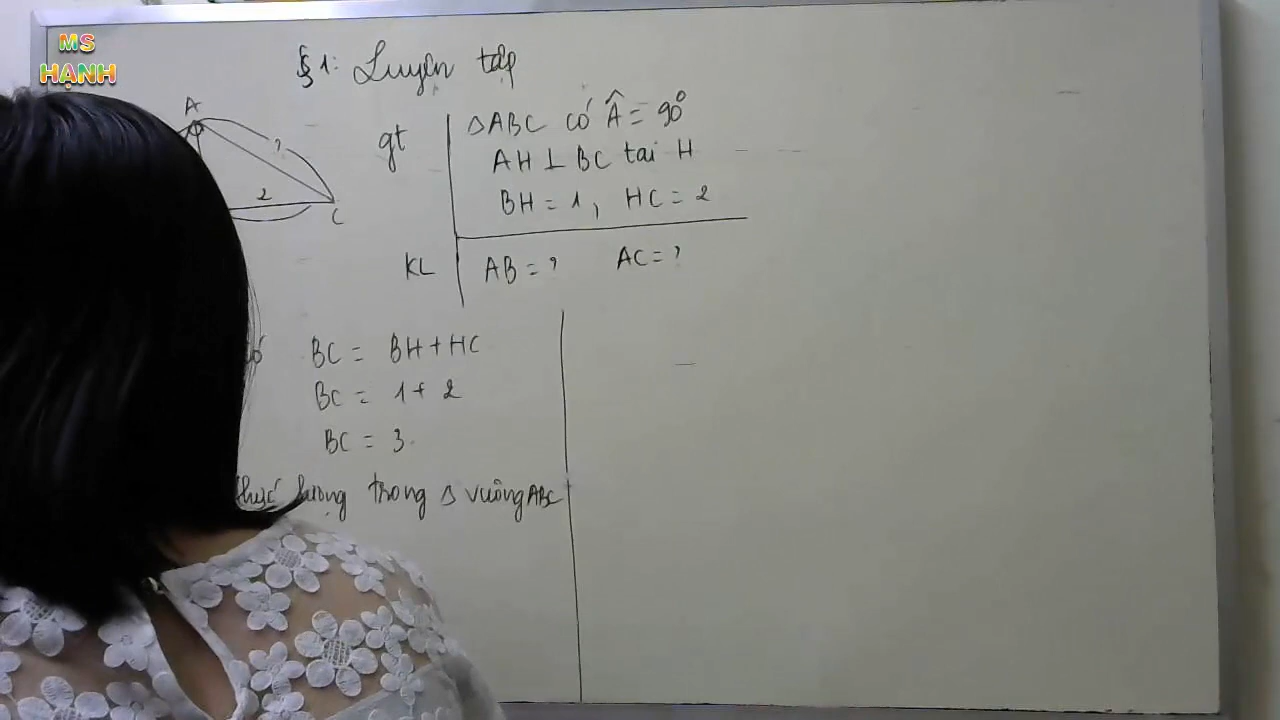 MS
HẠNH
§1: Luyện tập
A
?
2
C
gt
△ABC có Â = 90°
AH ⊥ BC tại H
BH = 1, HC = 2
KL
AB = ? AC = ?
BC = BH + HC
BC = 1 + 2
BC = 3.
thức lượng trong △ vuông ABC